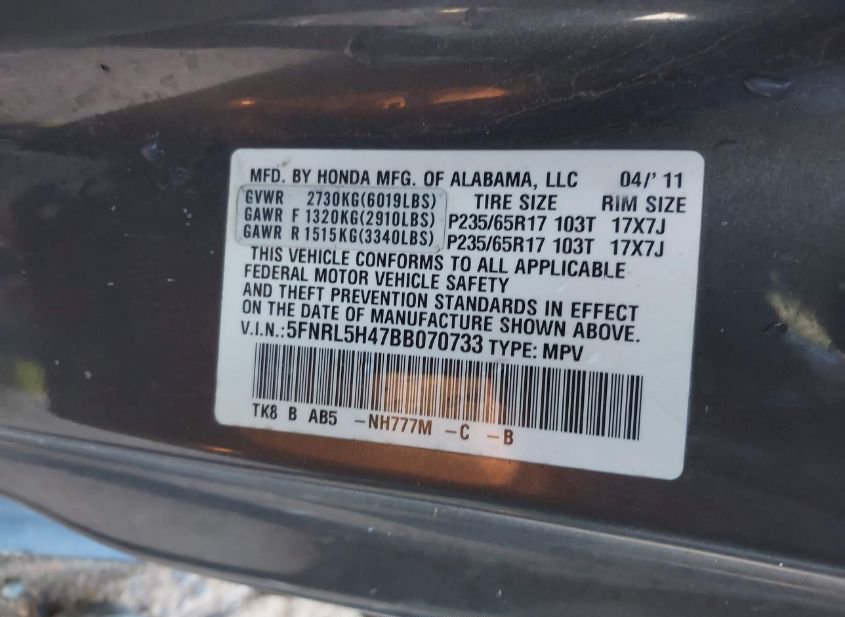 MFD. BY HONDA MFG. OF ALABAMA, LLC 04/' 11
GVWR 2730KG(6019LBS) TIRE SIZE RIM SIZE
GAWR F 1320KG(2910LBS) P235/65R17 103T 17X7J
GAWR R 1515KG(3340LBS) P235/65R17 103T 17X7J
THIS VEHICLE CONFORMS TO ALL APPLICABLE
FEDERAL MOTOR VEHICLE SAFETY
AND THEFT PREVENTION STANDARDS IN EFFECT
ON THE DATE OF MANUFACTURE SHOWN ABOVE.
V.I.N.:5FNRL5H47BB070733 TYPE: MPV
TK8 B AB5 -NH777M -C -B